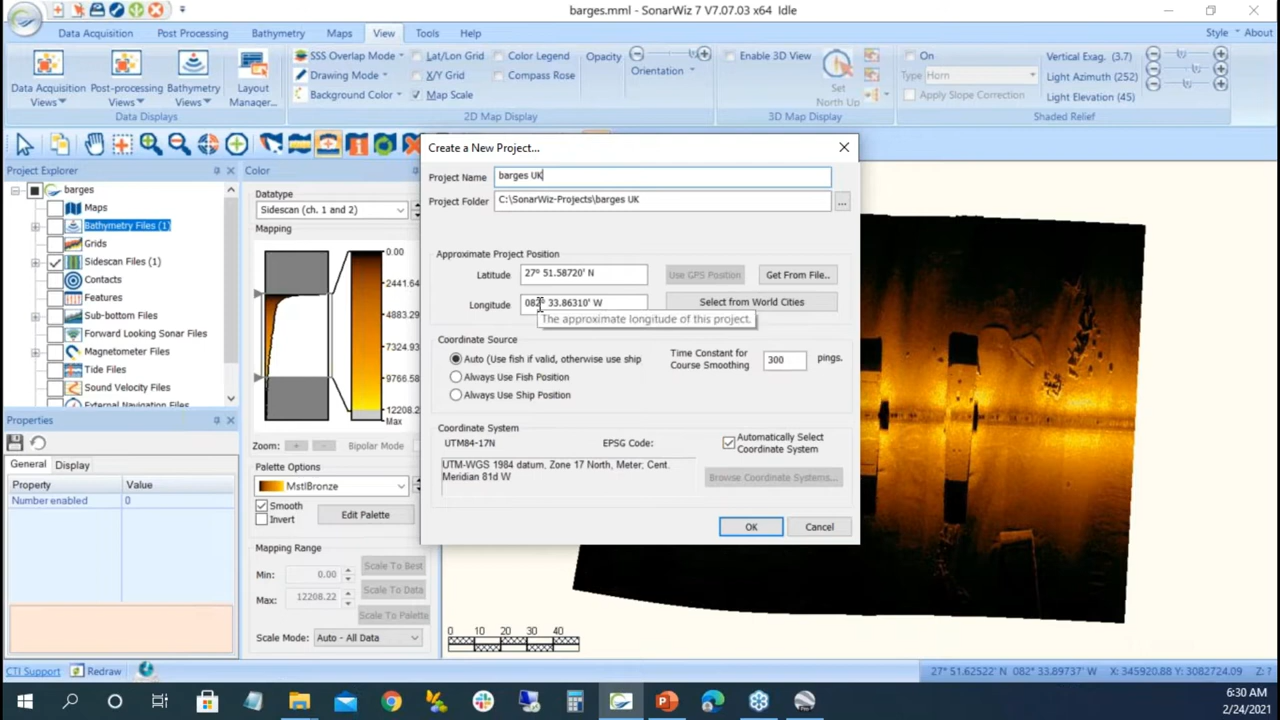 barges.mml - SonarWiz 7 V7.07.03 x64 Idle
Data Acquisition Post Processing Bathymetry Maps View Tools Help Style About
Data Acquisition Views
Post-processing Views
Bathymetry Views
Layout Manager...
Data Displays
SSS Overlap Mode
Drawing Mode
Background Color
Lat/Lon Grid
X/Y Grid
Map Scale
Color Legend
Compass Rose
Opacity
Orientation
2D Map Display
Enable 3D View
Set North Up
3D Map Display
On
Type Horn
Apply Slope Correction
Vertical Exag. (3.7)
Light Azimuth (252)
Light Elevation (45)
Shaded Relief
Project Explorer
barges
Maps
Bathymetry Files (1)
Grids
Sidescan Files (1)
Contacts
Features
Sub-bottom Files
Forward Looking Sonar Files
Magnetometer Files
Tide Files
Sound Velocity Files
External Navigation Files
Properties
General Display
Property Value
Number enabled 0
Color
Datatype
Sidescan (ch. 1 and 2)
Mapping
0.00
4883.29
7324.93
9766.58
12208.2
Max
Zoom: + - Bipolar Mode
Palette Options
MstlBronze
Smooth
Invert
Edit Palette
Mapping Range
Min: 0.00
Max: 12208.22
Scale To Best
Scale To Data
Scale To Palette
Scale Mode: Auto - All Data
Create a New Project...
Project Name barges UK
Project Folder C:\SonarWiz-Projects\barges UK ...
Approximate Project Position
Latitude 27° 51.58720' N Use GPS Position Get From File..
Longitude 082° 33.86310' W Select from World Cities
The approximate longitude of this project.
Coordinate Source
Auto (Use fish if valid, otherwise use ship
Always Use Fish Position
Always Use Ship Position
Time Constant for
Course Smoothing
300 pings.
Coordinate System
UTM84-17N EPSG Code:
Automatically Select
Coordinate System
UTM-WGS 1984 datum, Zone 17 North, Meter; Cent.
Meridian 81d W
Browse Coordinate Systems...
OK Cancel
0 10 20 30 40 50
CTI Support Redraw
27° 51.62522' N 082° 33.89737' W X: 345920.88 Y: 3082724.09 Z: ?
6:30 AM
2/24/2021